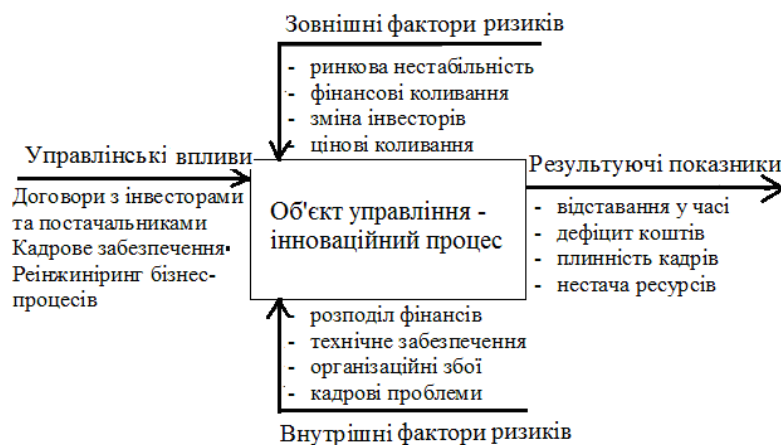 Зовнішні фактори ризиків
- ринкова нестабільність
- фінансові коливання
- зміна інвесторів
- цінові коливання
Управлінські впливи
Договори з інвесторами
та постачальниками
Кадрове забезпечення
Реінжиніринг бізнес-
процесів
Об'єкт управління -
інноваційний процес
Результуючі показники
- відставання у часі
- дефіцит коштів
- плинність кадрів
- нестача ресурсів
- розподіл фінансів
- технічне забезпечення
- організаційні збої
- кадрові проблеми
Внутрішні фактори ризиків